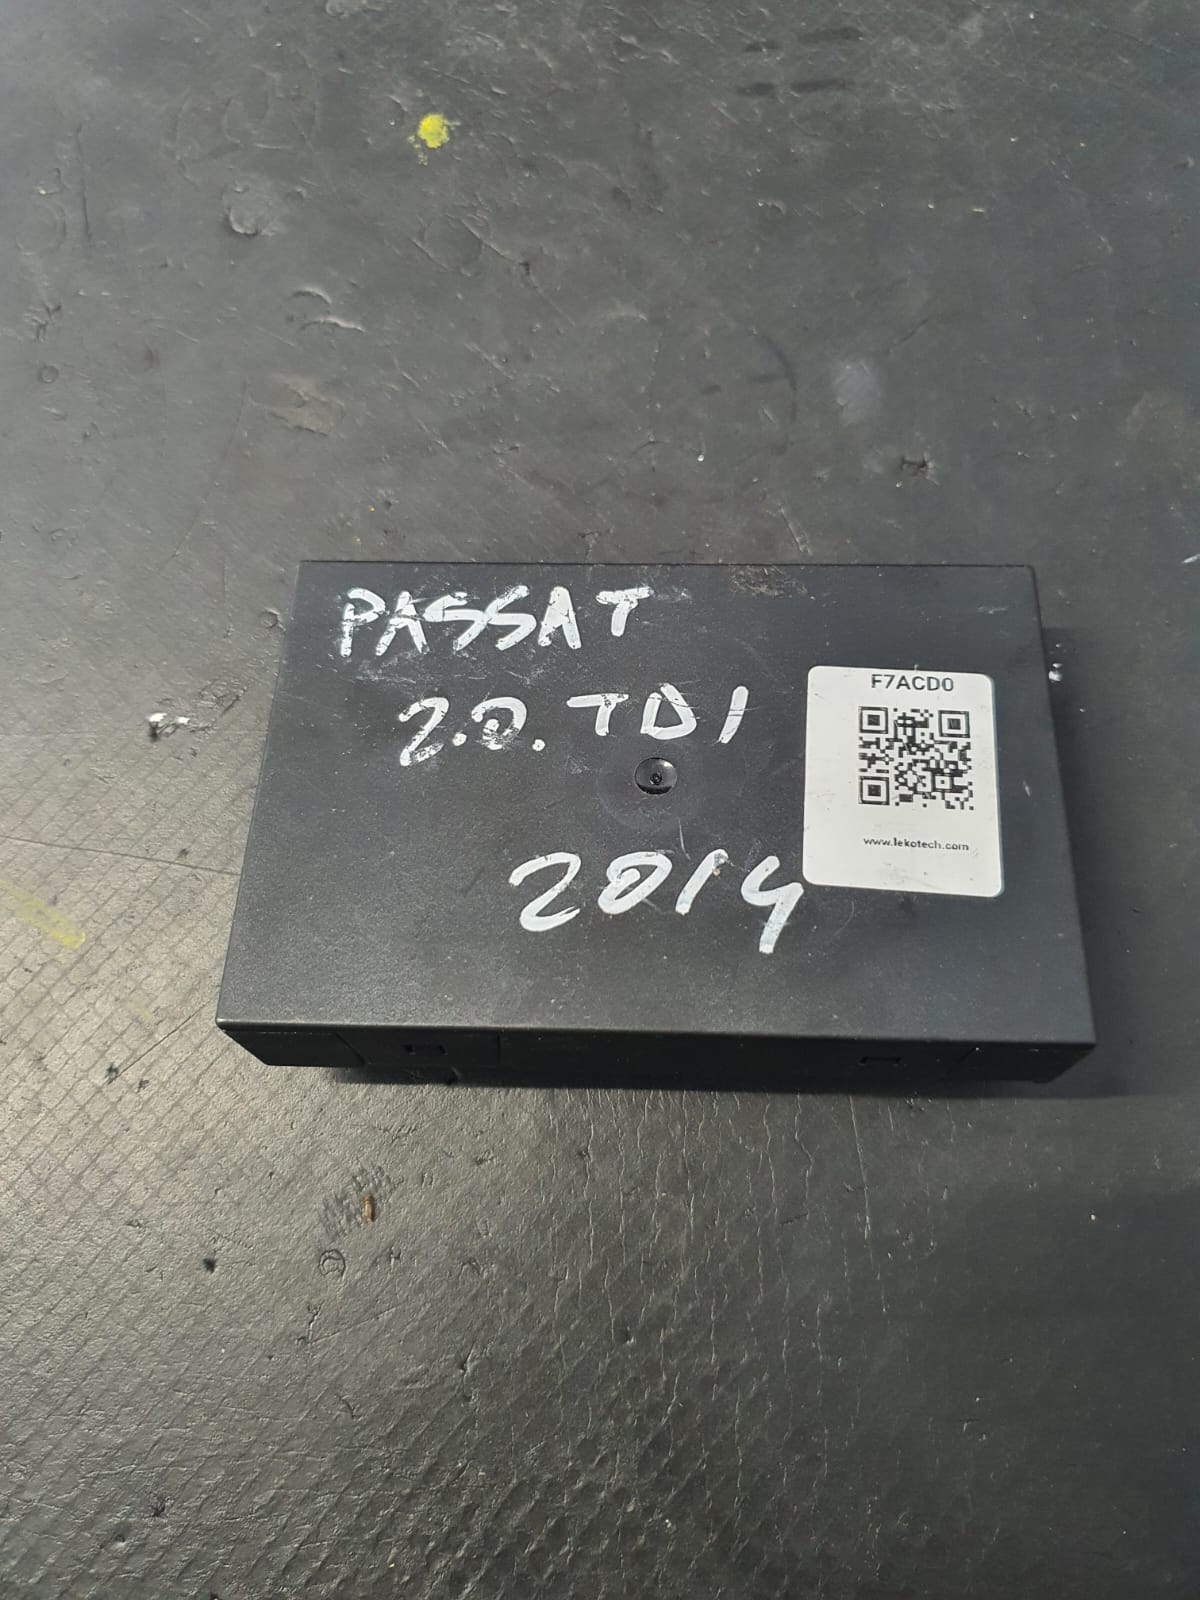 PASSAT
2.0. TDI
2014
F7ACD0
www.lekotech.com